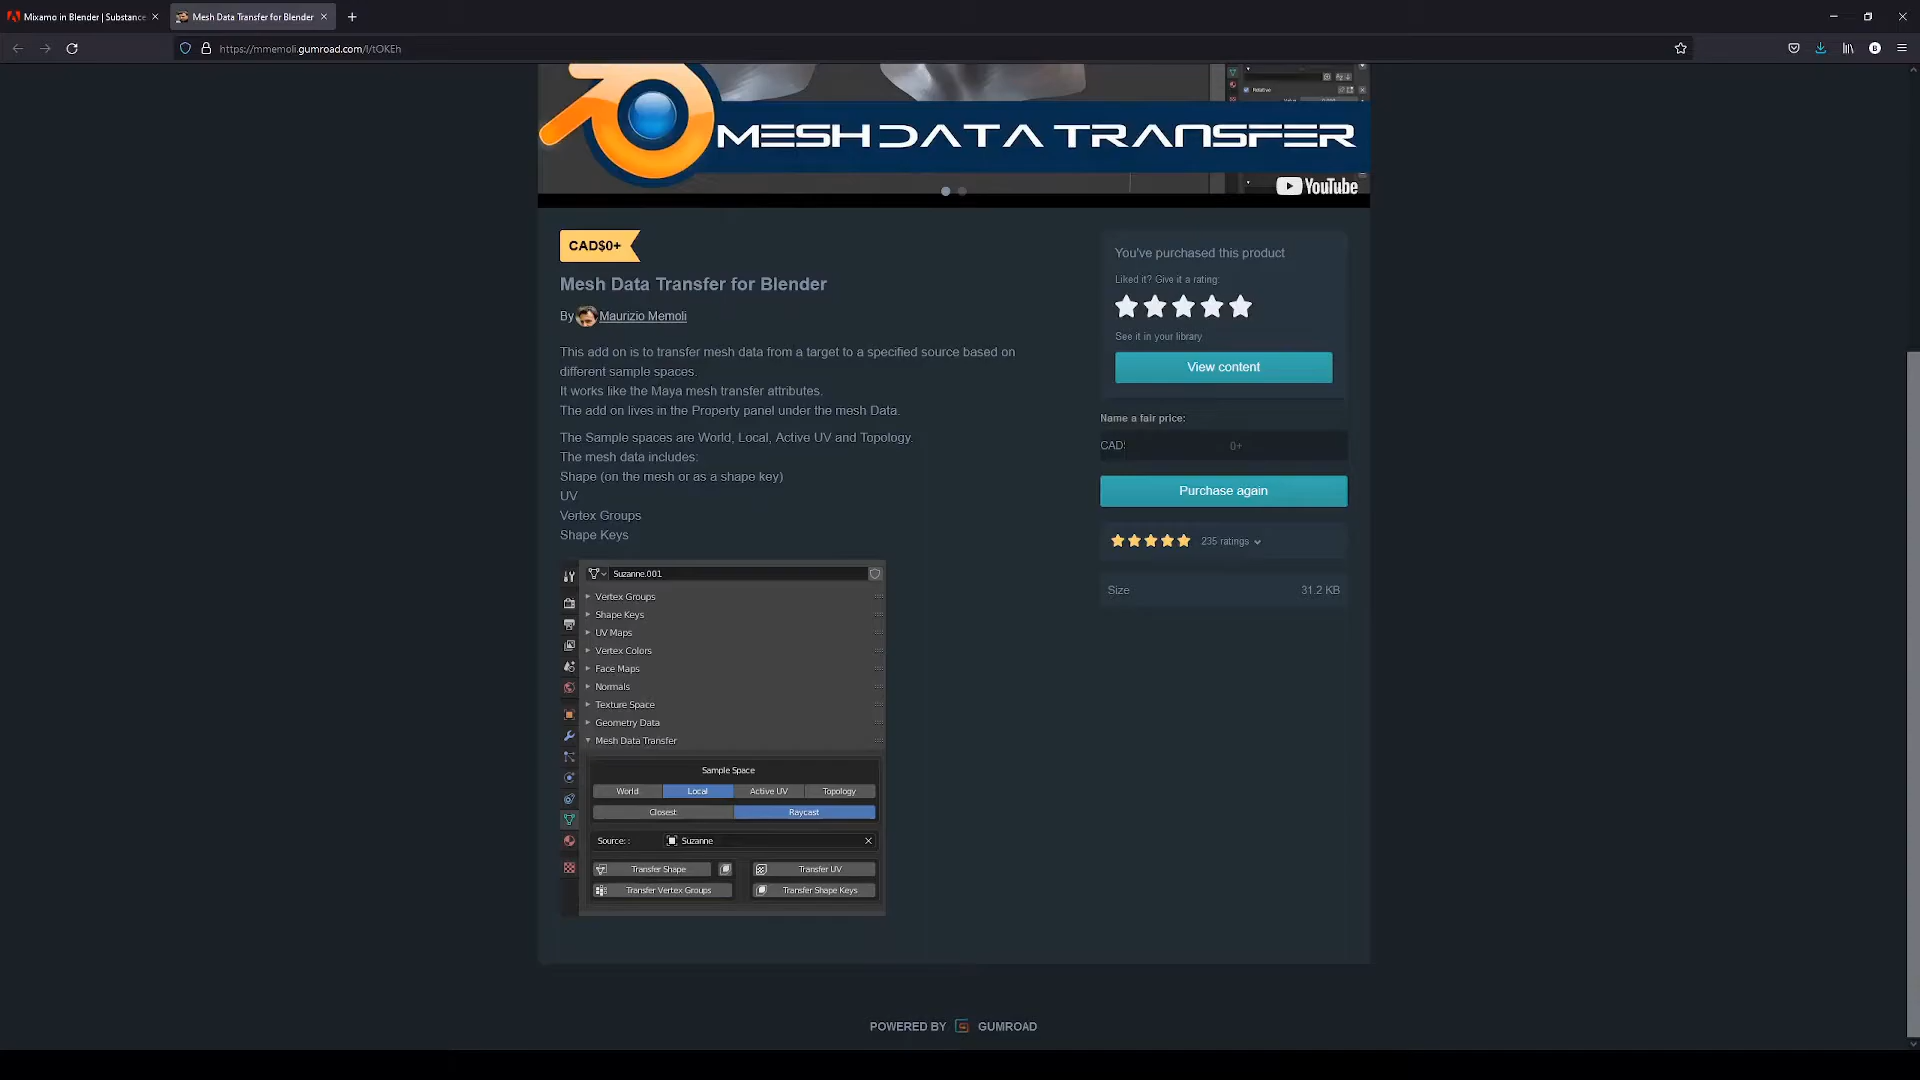 Mixamo in Blender | Substance
Mesh Data Transfer for Blender
https://mmemoli.gumroad.com/l/tOKEh
Relative
MESH DATA TRANSFER
YouTube
CAD$0+
Mesh Data Transfer for Blender
By Maurizio Memoli
This add on is to transfer mesh data from a target to a specified source based on
different sample spaces.
It works like the Maya mesh transfer attributes.
The add on lives in the Property panel under the mesh Data.
The Sample spaces are World, Local, Active UV and Topology.
The mesh data includes:
Shape (on the mesh or as a shape key)
UV
Vertex Groups
Shape Keys
Suzanne.001
Vertex Groups
Shape Keys
UV Maps
Vertex Colors
Face Maps
Normals
Texture Space
Geometry Data
Mesh Data Transfer
Sample Space
World Local Active UV Topology
Closest Raycast
Source: : Suzanne
Transfer Shape Transfer UV
Transfer Vertex Groups Transfer Shape Keys
You've purchased this product
Liked it? Give it a rating:
See it in your library
View content
Name a fair price:
CAD$ 0+
Purchase again
235 ratings
Size 31.2 KB
POWERED BY GUMROAD